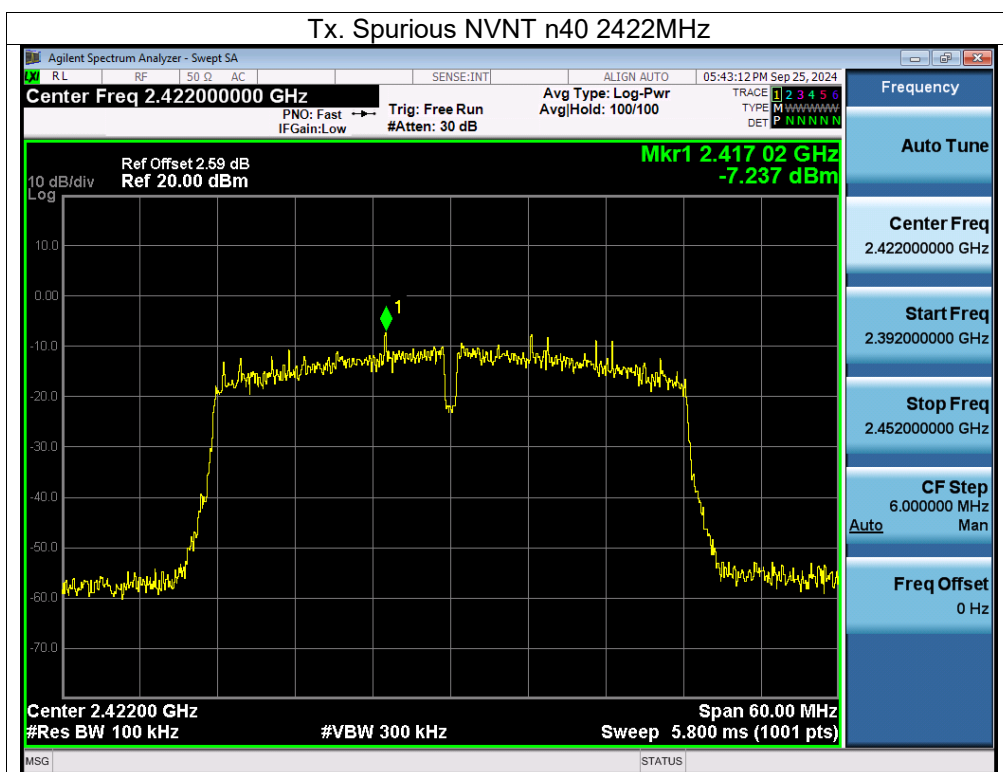 Tx. Spurious NVNT n40 2422MHz
Agilent Spectrum Analyzer - Swept SA
LXI RL RF 50 Ω AC SENSE:INT ALIGN AUTO 05:43:12 PM Sep 25, 2024
Center Freq 2.422000000 GHz
PNO: Fast
IFGain:Low
Trig: Free Run
#Atten: 30 dB
Avg Type: Log-Pwr
Avg|Hold: 100/100
TRACE 1 2 3 4 5 6
TYPE M W W W W W
DET P N N N N N
Mkr1 2.417 02 GHz
-7.237 dBm
Ref Offset 2.59 dB
10 dB/div Ref 20.00 dBm
Log
10.0
0.00
-10.0
-20.0
-30.0
-40.0
-50.0
-60.0
-70.0
1
Center 2.42200 GHz Span 60.00 MHz
#Res BW 100 kHz #VBW 300 kHz Sweep 5.800 ms (1001 pts)
MSG STATUS
Frequency
Auto Tune
Center Freq
2.422000000 GHz
Start Freq
2.392000000 GHz
Stop Freq
2.452000000 GHz
CF Step
6.000000 MHz
Auto Man
Freq Offset
0 Hz